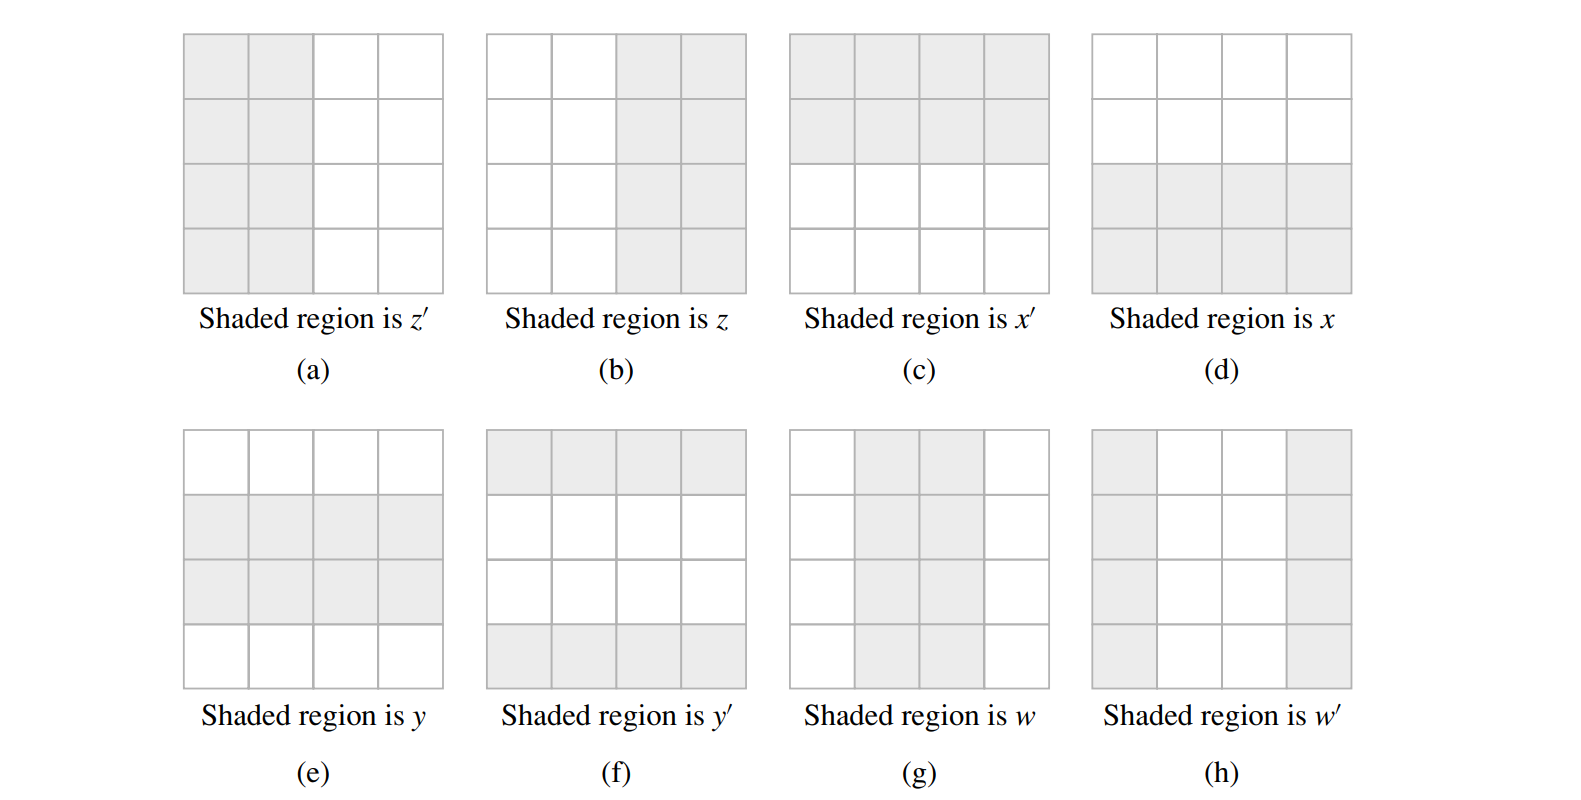 Shaded region is z′ Shaded region is z Shaded region is x′ Shaded region is x
(a) (b) (c) (d)
Shaded region is y Shaded region is y′ Shaded region is w Shaded region is w′
(e) (f) (g) (h)